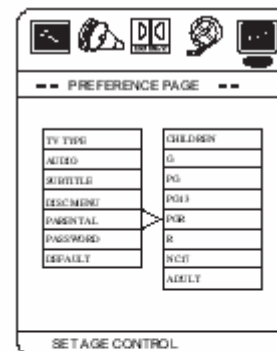 -- PREFERENCE PAGE --
TV TYPE
AUDIO
SUBTITLE
DISC MENU
PARENTAL
PASSWORD
DEFAULT
CHILDREN
G
PG
PG13
PGR
R
NC17
ADULT
SET AGE CONTROL